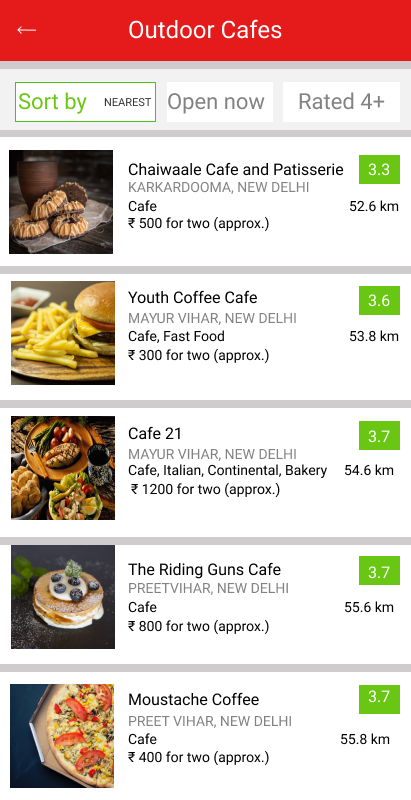 Outdoor Cafes
Sort by NEAREST Open now Rated 4+
Chaiwaale Cafe and Patisserie 3.3
KARKARDOOMA, NEW DELHI
Cafe 52.6 km
₹ 500 for two (approx.)
Youth Coffee Cafe 3.6
MAYUR VIHAR, NEW DELHI
Cafe, Fast Food 53.8 km
₹ 300 for two (approx.)
Cafe 21 3.7
MAYUR VIHAR, NEW DELHI
Cafe, Italian, Continental, Bakery 54.6 km
₹ 1200 for two (approx.)
The Riding Guns Cafe 3.7
PREETVIHAR, NEW DELHI
Cafe 55.6 km
₹ 800 for two (approx.)
Moustache Coffee 3.7
PREET VIHAR, NEW DELHI
Cafe 55.8 km
₹ 400 for two (approx.)